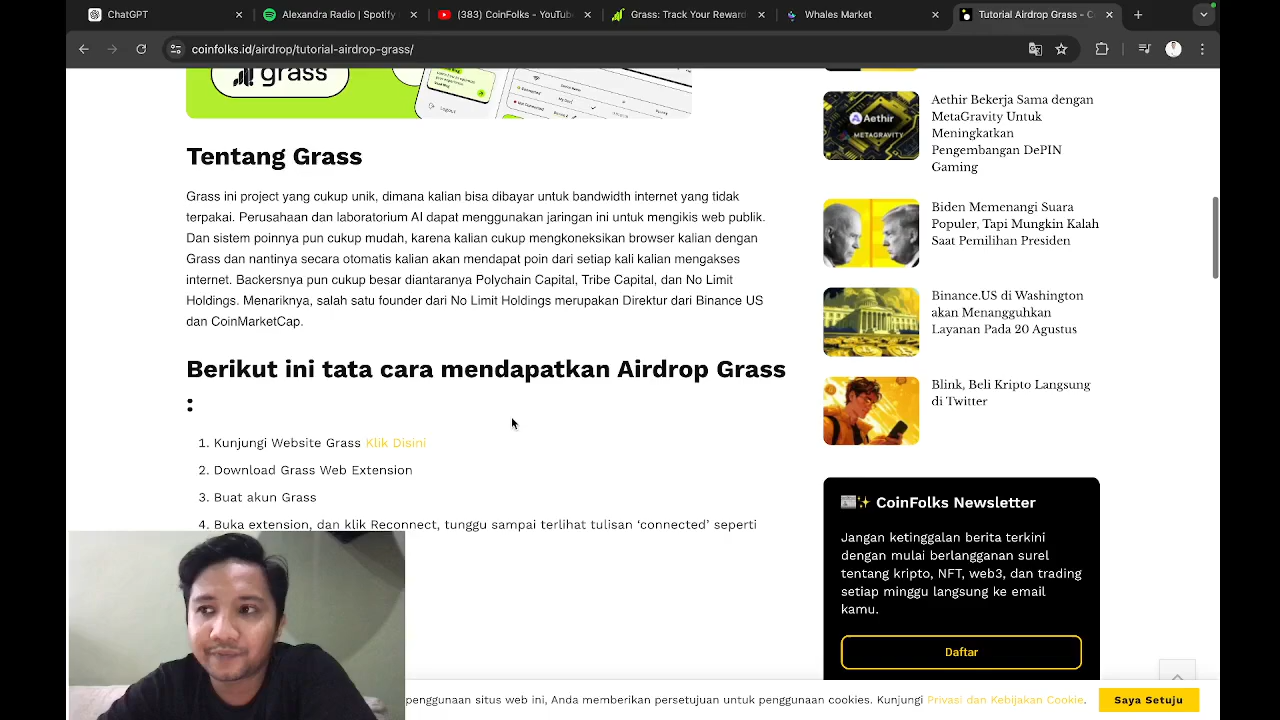 ChatGPT
Alexandra Radio | Spotify
(383) CoinFolks - YouTube
Grass: Track Your Reward
Whales Market
Tutorial Airdrop Grass - C
coinfolks.id/airdrop/tutorial-airdrop-grass/
grass
Logout
Tentang Grass
Grass ini project yang cukup unik, dimana kalian bisa dibayar untuk bandwidth internet yang tidak
terpakai. Perusahaan dan laboratorium AI dapat menggunakan jaringan ini untuk mengikis web publik.
Dan sistem poinnya pun cukup mudah, karena kalian cukup mengkoneksikan browser kalian dengan
Grass dan nantinya secara otomatis kalian akan mendapat poin dari setiap kali kalian mengakses
internet. Backersnya pun cukup besar diantaranya Polychain Capital, Tribe Capital, dan No Limit
Holdings. Menariknya, salah satu founder dari No Limit Holdings merupakan Direktur dari Binance US
dan CoinMarketCap.
Berikut ini tata cara mendapatkan Airdrop Grass
:
1. Kunjungi Website Grass Klik Disini
2. Download Grass Web Extension
3. Buat akun Grass
4. Buka extension, dan klik Reconnect, tunggu sampai terlihat tulisan ‘connected’ seperti
Aethir
METAGRAVITY
Aethir Bekerja Sama dengan
MetaGravity Untuk
Meningkatkan
Pengembangan DePIN
Gaming
Biden Memenangi Suara
Populer, Tapi Mungkin Kalah
Saat Pemilihan Presiden
Binance.US di Washington
akan Menangguhkan
Layanan Pada 20 Agustus
Blink, Beli Kripto Langsung
di Twitter
📰✨ CoinFolks Newsletter
Jangan ketinggalan berita terkini
dengan mulai berlangganan surel
tentang kripto, NFT, web3, dan trading
setiap minggu langsung ke email
kamu.
Daftar
penggunaan situs web ini, Anda memberikan persetujuan untuk penggunaan cookies. Kunjungi Privasi dan Kebijakan Cookie.
Saya Setuju